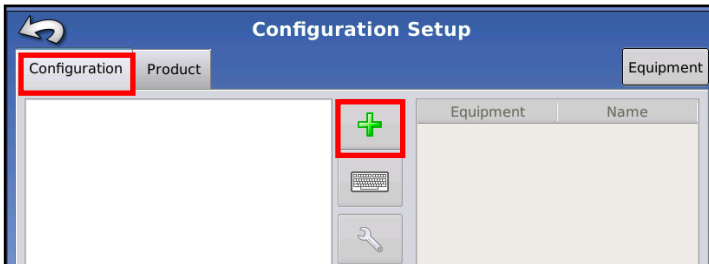 Configuration Setup
Configuration Product Equipment
Equipment Name